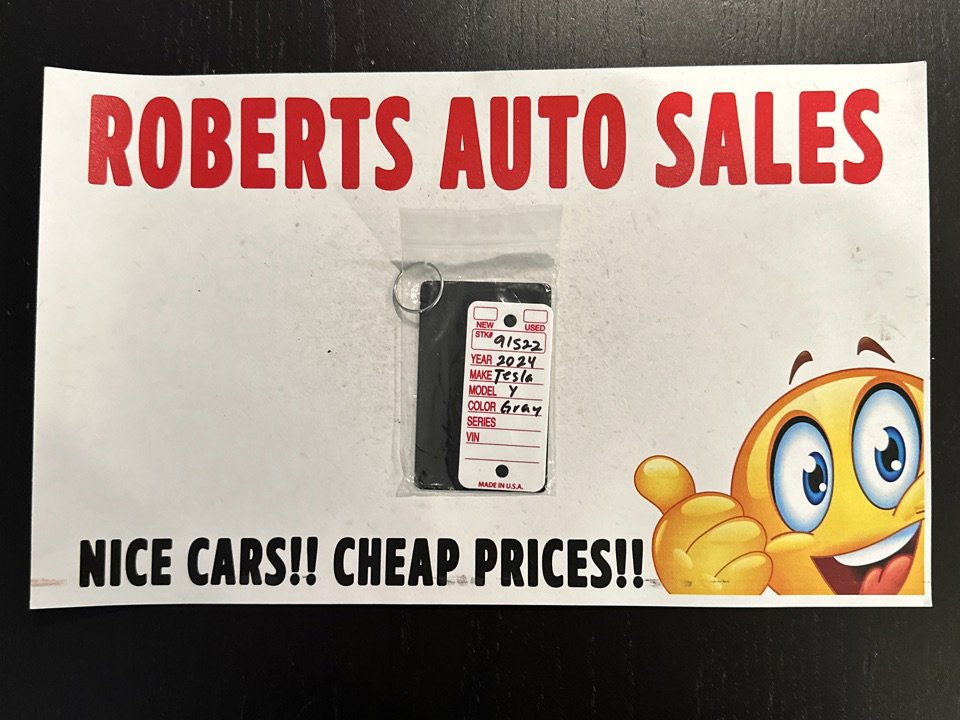 ROBERTS AUTO SALES
NEW USED
STK# 91522
YEAR 2024
MAKE Tesla
MODEL Y
COLOR Gray
SERIES
VIN
MADE IN U.S.A.
NICE CARS!! CHEAP PRICES!!